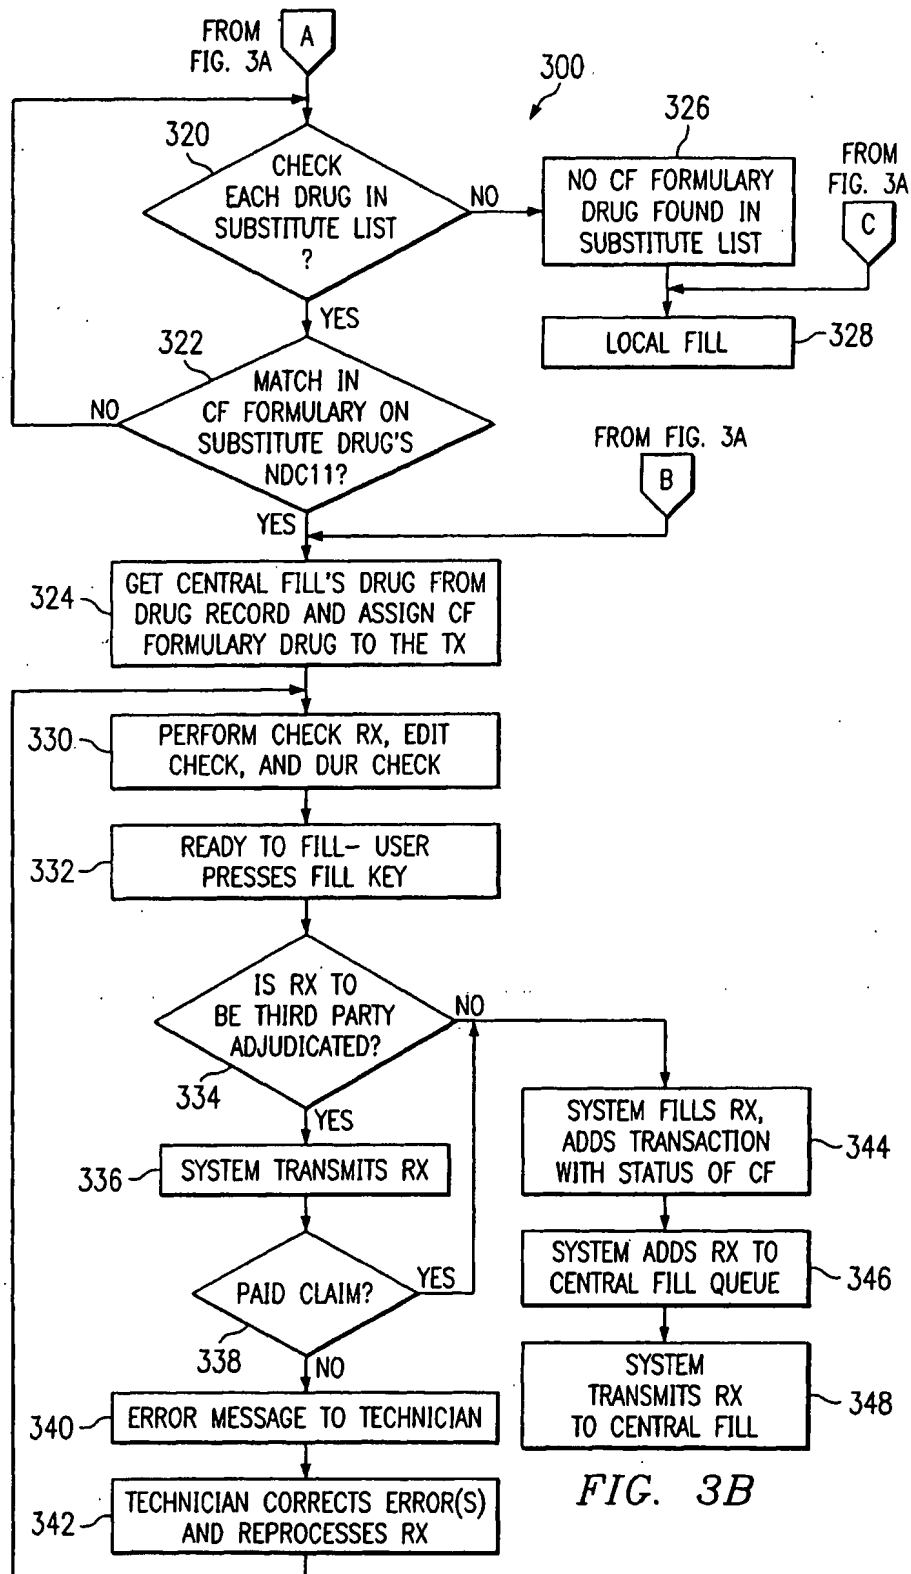 FROM
FIG. 3A
A
300
320
CHECK
EACH DRUG IN
SUBSTITUTE LIST
?
NO
326
NO CF FORMULARY
DRUG FOUND IN
SUBSTITUTE LIST
FROM
FIG. 3A
C
YES
LOCAL FILL
328
322
MATCH IN
CF FORMULARY ON
SUBSTITUTE DRUG'S
NDC11?
NO
YES
FROM FIG. 3A
B
324
GET CENTRAL FILL'S DRUG FROM
DRUG RECORD AND ASSIGN CF
FORMULARY DRUG TO THE TX
330
PERFORM CHECK RX, EDIT
CHECK, AND DUR CHECK
332
READY TO FILL– USER
PRESSES FILL KEY
IS RX TO
BE THIRD PARTY
ADJUDICATED?
334
NO
YES
336
SYSTEM TRANSMITS RX
PAID CLAIM?
338
YES
NO
340
ERROR MESSAGE TO TECHNICIAN
342
TECHNICIAN CORRECTS ERROR(S)
AND REPROCESSES RX
SYSTEM FILLS RX,
ADDS TRANSACTION
WITH STATUS OF CF
344
SYSTEM ADDS RX TO
CENTRAL FILL QUEUE
346
SYSTEM
TRANSMITS RX
TO CENTRAL FILL
348
FIG. 3B